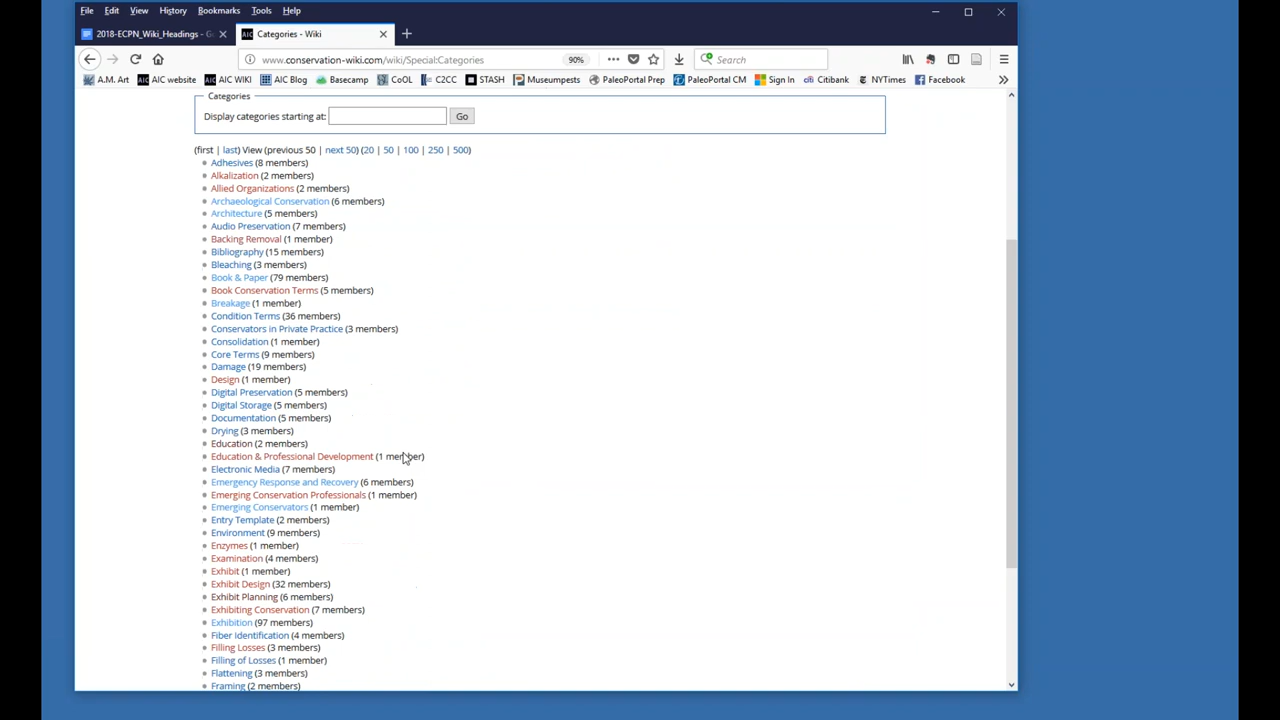 File Edit View History Bookmarks Tools Help
2018-ECPN_Wiki_Headings - G Categories - Wiki
www.conservation-wiki.com/wiki/Special:Categories 90% Search
A.M. Art AIC website AIC WIKI AIC Blog Basecamp CoOL C2CC STASH Museumpests PaleoPortal Prep PaleoPortal CM Sign In Citibank NYTimes Facebook
Categories
Display categories starting at: Go
(first | last) View (previous 50 | next 50) (20 | 50 | 100 | 250 | 500)
Adhesives (8 members)
Alkalization (2 members)
Allied Organizations (2 members)
Archaeological Conservation (6 members)
Architecture (5 members)
Audio Preservation (7 members)
Backing Removal (1 member)
Bibliography (15 members)
Bleaching (3 members)
Book & Paper (79 members)
Book Conservation Terms (5 members)
Breakage (1 member)
Condition Terms (36 members)
Conservators in Private Practice (3 members)
Consolidation (1 member)
Core Terms (9 members)
Damage (19 members)
Design (1 member)
Digital Preservation (5 members)
Digital Storage (5 members)
Documentation (5 members)
Drying (3 members)
Education (2 members)
Education & Professional Development (1 member)
Electronic Media (7 members)
Emergency Response and Recovery (6 members)
Emerging Conservation Professionals (1 member)
Emerging Conservators (1 member)
Entry Template (2 members)
Environment (9 members)
Enzymes (1 member)
Examination (4 members)
Exhibit (1 member)
Exhibit Design (32 members)
Exhibit Planning (6 members)
Exhibiting Conservation (7 members)
Exhibition (97 members)
Fiber Identification (4 members)
Filling Losses (3 members)
Filling of Losses (1 member)
Flattening (3 members)
Framing (2 members)